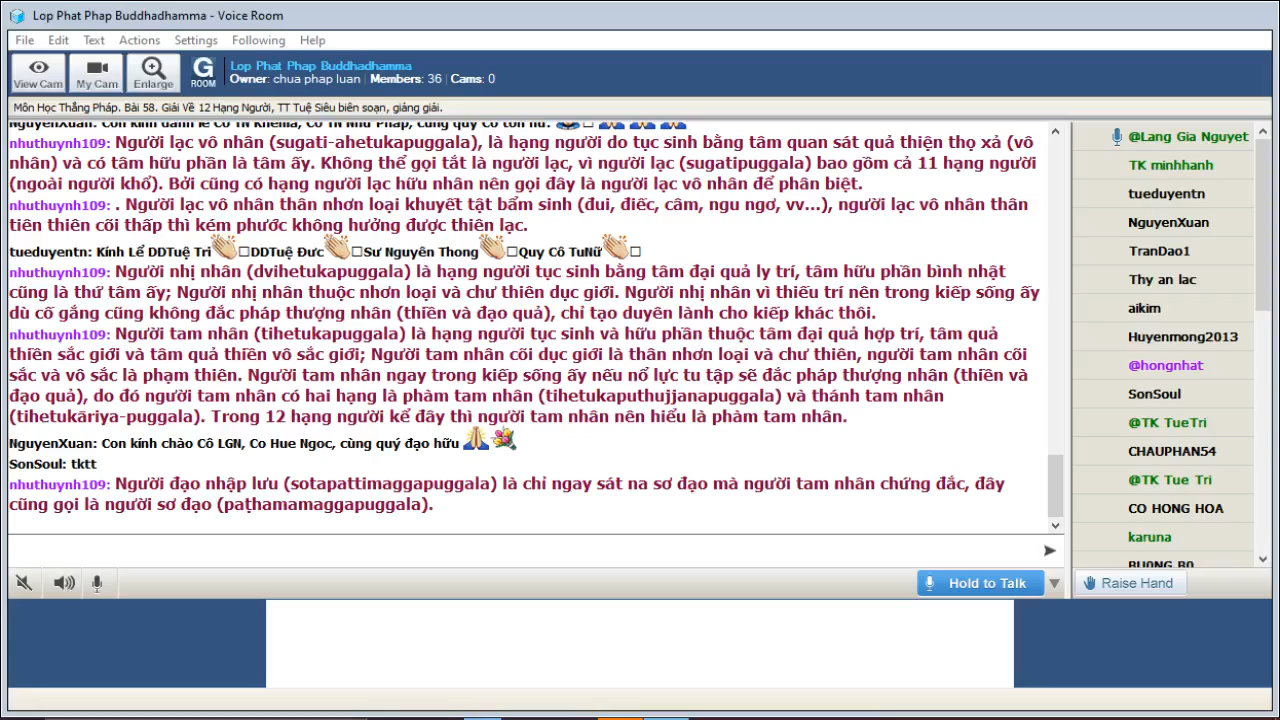 Lop Phat Phap Buddhadhamma - Voice Room
File Edit Text Actions Settings Following Help
View Cam My Cam Enlarge G ROOM
Lop Phat Phap Buddhadhamma
Owner: chua phap luan | Members: 36 | Cams: 0
Môn Học Thắng Pháp. Bài 58. Giải Về 12 Hạng Người, TT Tuệ Siêu biên soạn, giảng giải.
NguyenXuan: Con kính đảnh lễ Cô TN Khema, Cô TN Như Pháp, cùng quý Cô tôn nữ.
nhuthuynh109: Người lạc vô nhân (sugati-ahetukapuggala), là hạng người do tục sinh bằng tâm quan sát quả thiện thọ xả (vô
nhân) và có tâm hữu phần là tâm ấy. Không thể gọi tắt là người lạc, vì người lạc (sugatipuggala) bao gồm cả 11 hạng người
(ngoài người khổ). Bởi cũng có hạng người lạc hữu nhân nên gọi đây là người lạc vô nhân để phân biệt.
nhuthuynh109: . Người lạc vô nhân thân nhơn loại khuyết tật bẩm sinh (đui, điếc, câm, ngu ngơ, vv...), người lạc vô nhân thân
tiên thiên cõi thấp thì kém phước không hưởng được thiên lạc.
tueduyentn: Kính Lể DDTuệ Tri DDTuệ Đưc Sư Nguyên Thong Quy Cô TuNữ
nhuthuynh109: Người nhị nhân (dvihetukapuggala) là hạng người tục sinh bằng tâm đại quả ly trí, tâm hữu phần bình nhật
cũng là thứ tâm ấy; Người nhị nhân thuộc nhơn loại và chư thiên dục giới. Người nhị nhân vì thiếu trí nên trong kiếp sống ấy
dù cố gắng cũng không đắc pháp thượng nhân (thiền và đạo quả), chỉ tạo duyên lành cho kiếp khác thôi.
nhuthuynh109: Người tam nhân (tihetukapuggala) là hạng người tục sinh và hữu phần thuộc tâm đại quả hợp trí, tâm quả
thiền sắc giới và tâm quả thiền vô sắc giới; Người tam nhân cõi dục giới là thân nhơn loại và chư thiên, người tam nhân cõi
sắc và vô sắc là phạm thiên. Người tam nhân ngay trong kiếp sống ấy nếu nổ lực tu tập sẽ đắc pháp thượng nhân (thiền và
đạo quả), do đó người tam nhân có hai hạng là phàm tam nhân (tihetukaputhujjanapuggala) và thánh tam nhân
(tihetukāriya-puggala). Trong 12 hạng người kể đây thì người tam nhân nên hiểu là phàm tam nhân.
NguyenXuan: Con kính chào Cô LGN, Co Hue Ngoc, cùng quý đạo hữu
SonSoul: tktt
nhuthuynh109: Người đạo nhập lưu (sotapattimaggapuggala) là chỉ ngay sát na sơ đạo mà người tam nhân chứng đắc, đây
cũng gọi là người sơ đạo (paṭhamamaggapuggala).
@Lang Gia Nguyet
TK minhhanh
tueduyentn
NguyenXuan
TranDao1
Thy an lac
aikim
Huyenmong2013
@hongnhat
SonSoul
@TK TueTri
CHAUPHAN54
@TK Tue Tri
CO HONG HOA
karuna
BUONG BO
Hold to Talk
Raise Hand